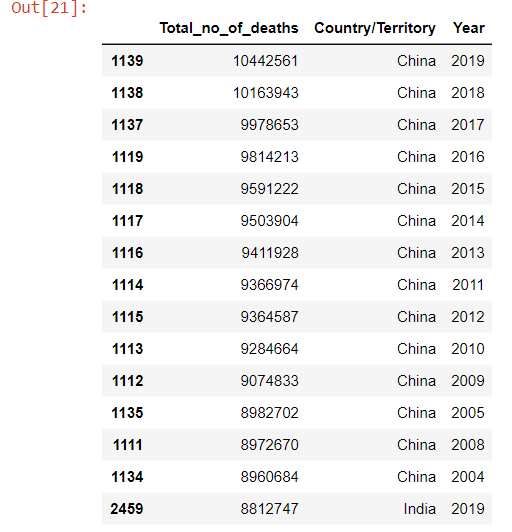 Out[21]:
Total_no_of_deaths Country/Territory Year
1139 10442561 China 2019
1138 10163943 China 2018
1137 9978653 China 2017
1119 9814213 China 2016
1118 9591222 China 2015
1117 9503904 China 2014
1116 9411928 China 2013
1114 9366974 China 2011
1115 9364587 China 2012
1113 9284664 China 2010
1112 9074833 China 2009
1135 8982702 China 2005
1111 8972670 China 2008
1134 8960684 China 2004
2459 8812747 India 2019